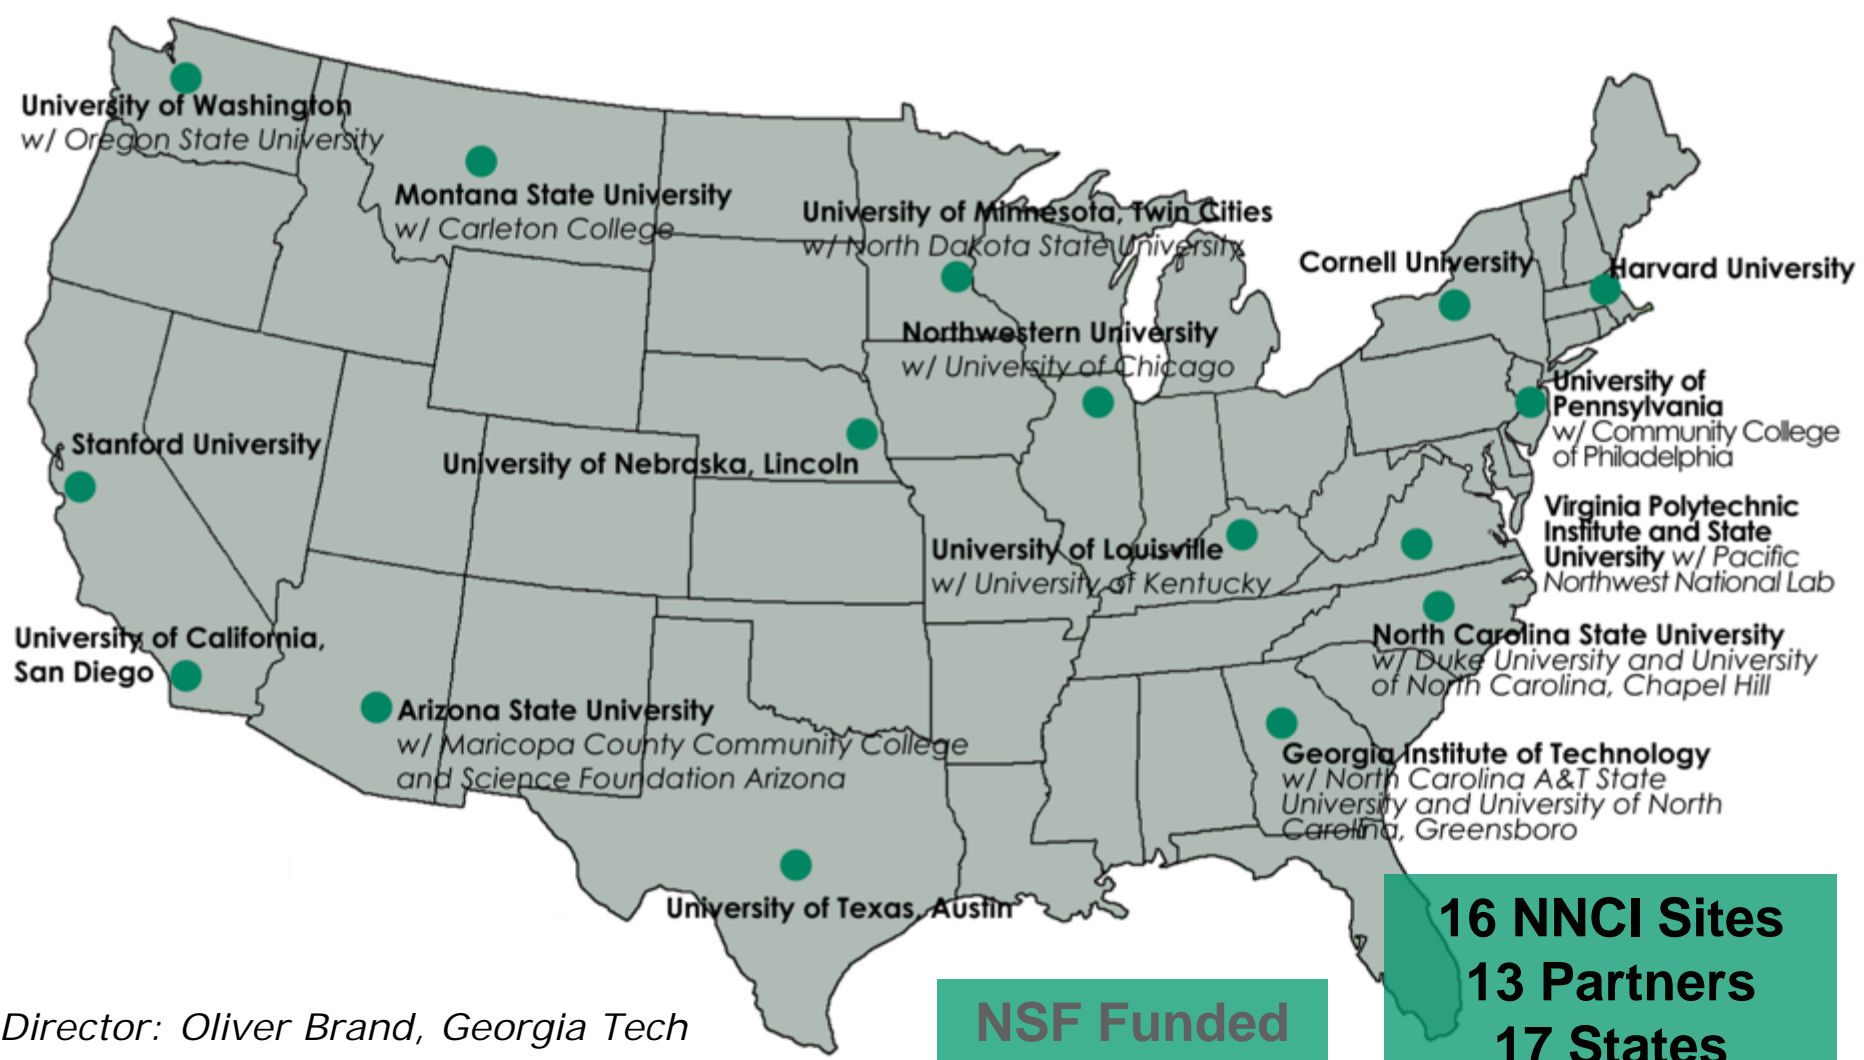 University of Washington
w/ Oregon State University
Montana State University
w/ Carleton College
University of Minnesota, Twin Cities
w/ North Dakota State University
Cornell University
Harvard University
Northwestern University
w/ University of Chicago
University of
Pennsylvania
w/ Community College
of Philadelphia
Stanford University
University of Nebraska, Lincoln
Virginia Polytechnic
Institute and State
University w/ Pacific
Northwest National Lab
University of Louisville
w/ University of Kentucky
University of California,
San Diego
North Carolina State University
w/ Duke University and University
of North Carolina, Chapel Hill
Arizona State University
w/ Maricopa County Community College
and Science Foundation Arizona
Georgia Institute of Technology
w/ North Carolina A&T State
University and University of North
Carolina, Greensboro
University of Texas, Austin
16 NNCI Sites
13 Partners
17 States
NSF Funded
Director: Oliver Brand, Georgia Tech